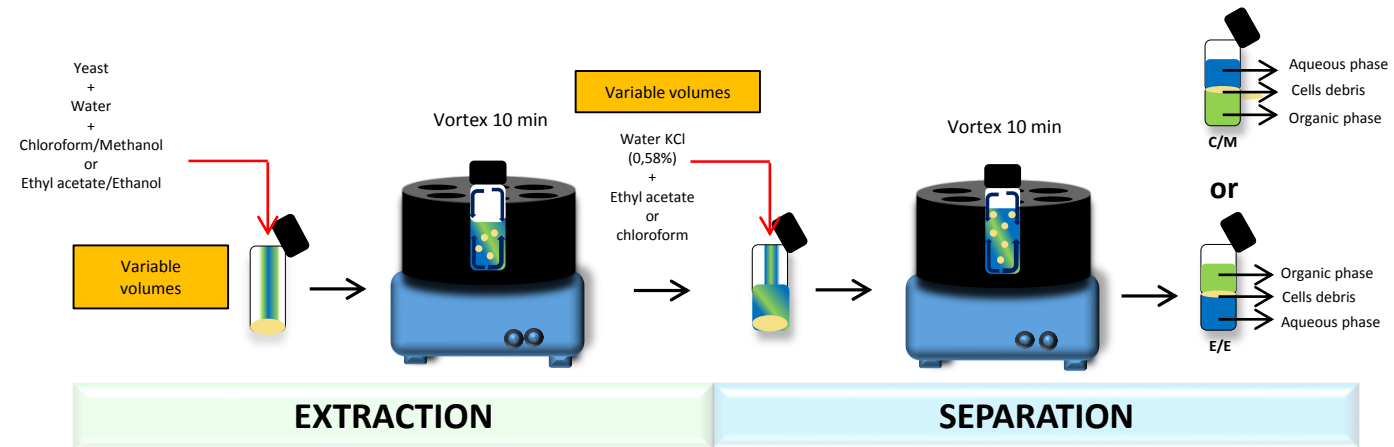 Yeast
+
Water
+
Chloroform/Methanol
or
Ethyl acetate/Ethanol
Variable
volumes
Vortex 10 min
Variable volumes
Water KCl
(0,58%)
+
Ethyl acetate
or
chloroform
Vortex 10 min
Aqueous phase
Cells debris
Organic phase
C/M
or
Organic phase
Cells debris
Aqueous phase
E/E
EXTRACTION
SEPARATION